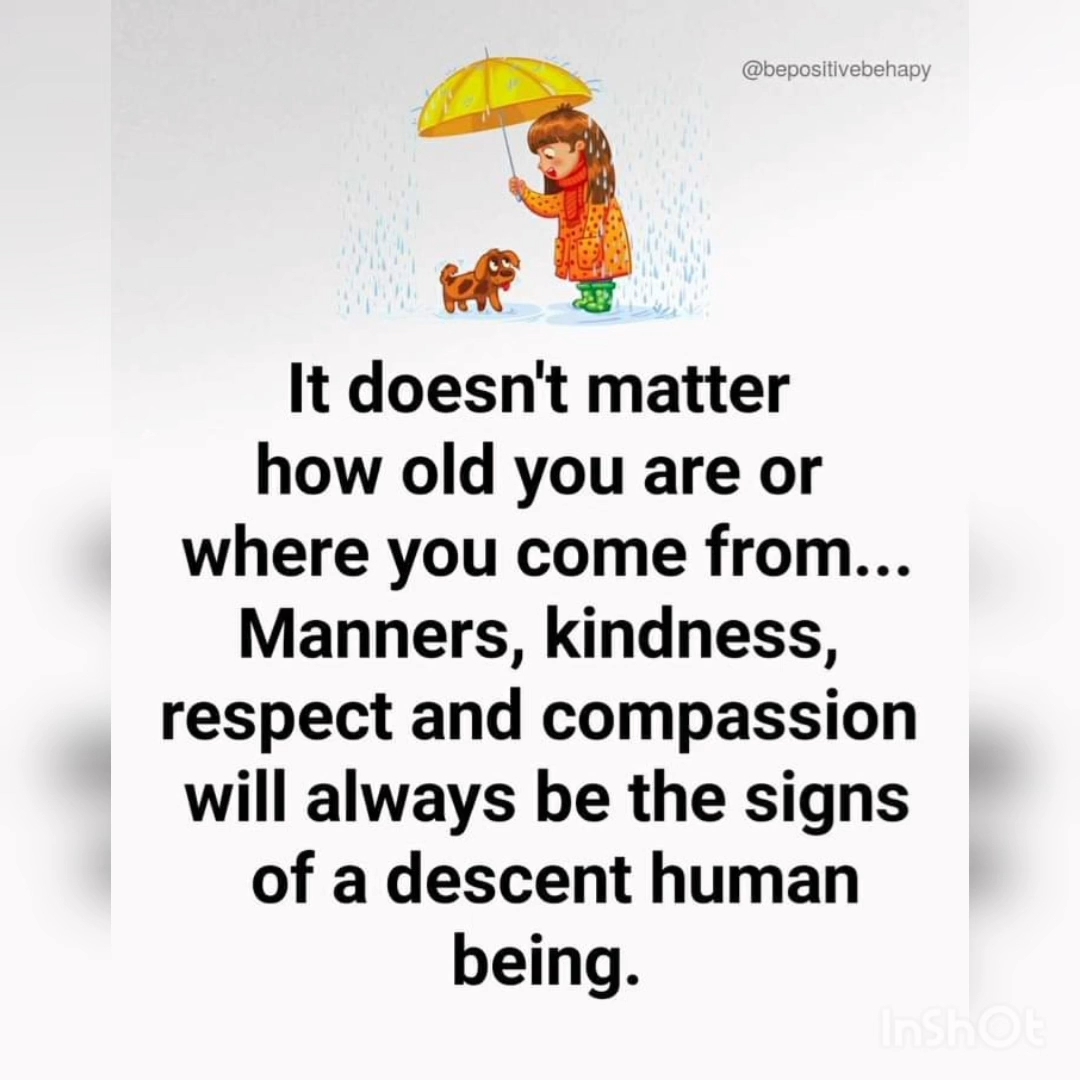 @bepositivebehapy
It doesn't matter
how old you are or
where you come from...
Manners, kindness,
respect and compassion
will always be the signs
of a descent human
being.
InShOt